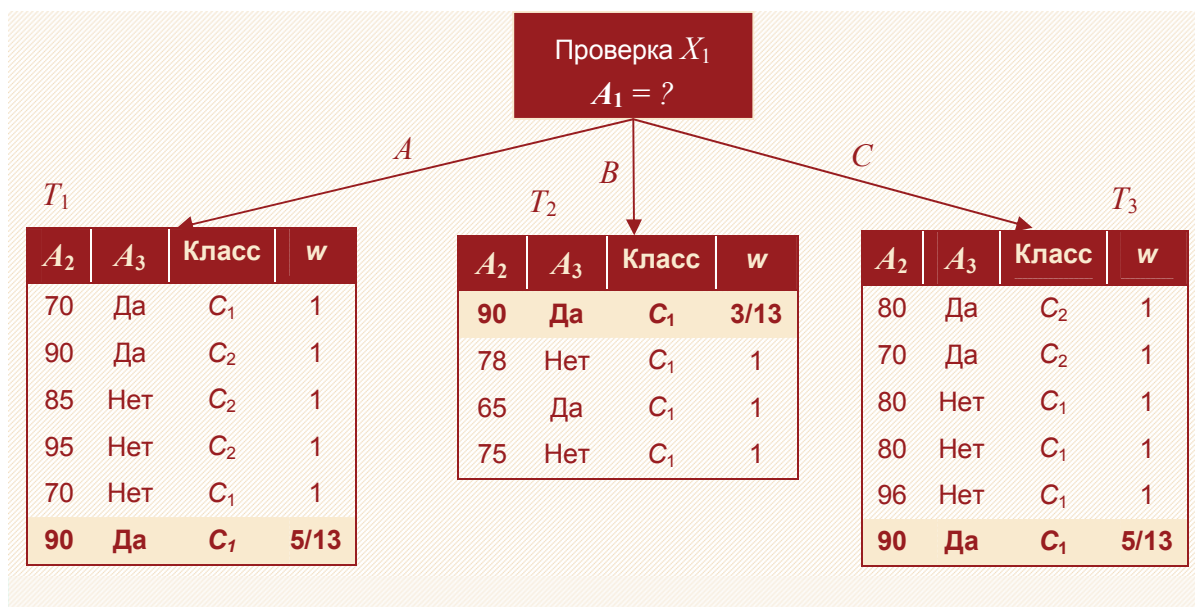 Проверка X1
A1 = ?
A
B
C
T1
A2 A3 Класс w
70 Да C1 1
90 Да C2 1
85 Нет C2 1
95 Нет C2 1
70 Нет C1 1
90 Да C1 5/13
T2
A2 A3 Класс w
90 Да C1 3/13
78 Нет C1 1
65 Да C1 1
75 Нет C1 1
T3
A2 A3 Класс w
80 Да C2 1
70 Да C2 1
80 Нет C1 1
80 Нет C1 1
96 Нет C1 1
90 Да C1 5/13